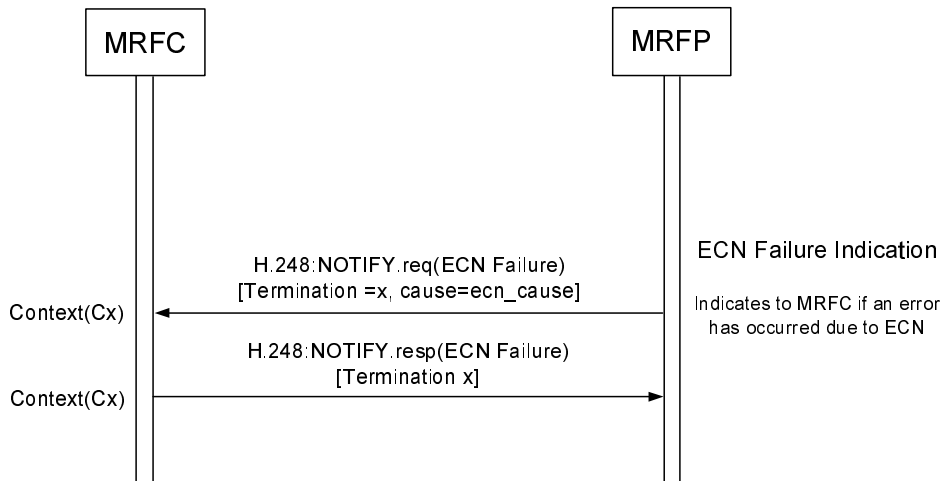 MRFC
MRFP
ECN Failure Indication
H.248:NOTIFY.req(ECN Failure)
[Termination =x, cause=ecn_cause]
Context(Cx)
Indicates to MRFC if an error
has occurred due to ECN
H.248:NOTIFY.resp(ECN Failure)
[Termination x]
Context(Cx)